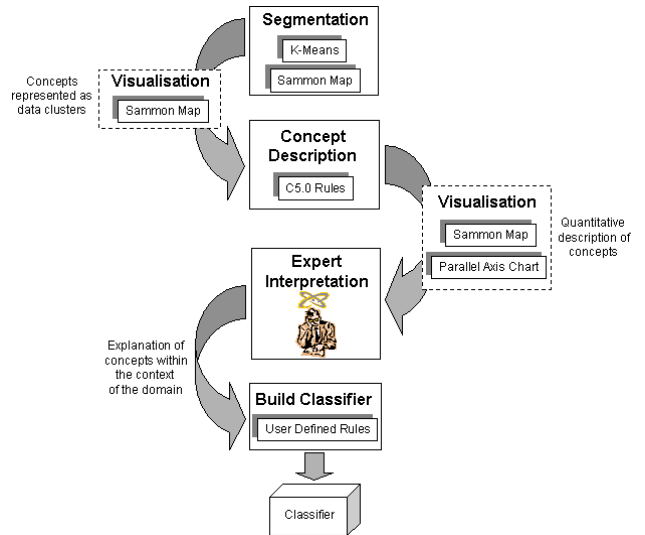 Segmentation
K-Means
Sammon Map
Concepts
represented as
data clusters
Visualisation
Sammon Map
Concept
Description
C5.0 Rules
Visualisation
Sammon Map
Parallel Axis Chart
Quantitative
description of
concepts
Expert
Interpretation
Explanation of
concepts within
the context
of the domain
Build Classifier
User Defined Rules
Classifier